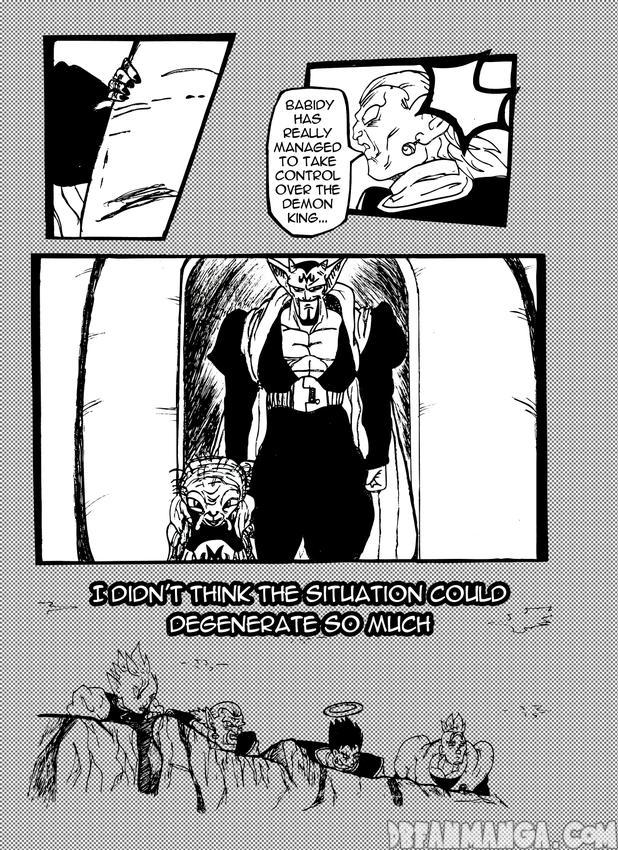 BABIDY
HAS
REALLY
MANAGED
TO TAKE
CONTROL
OVER THE
DEMON
KING...
I DIDN'T THINK THE SITUATION COULD
DEGENERATE SO MUCH
DBFANMANGA.COM